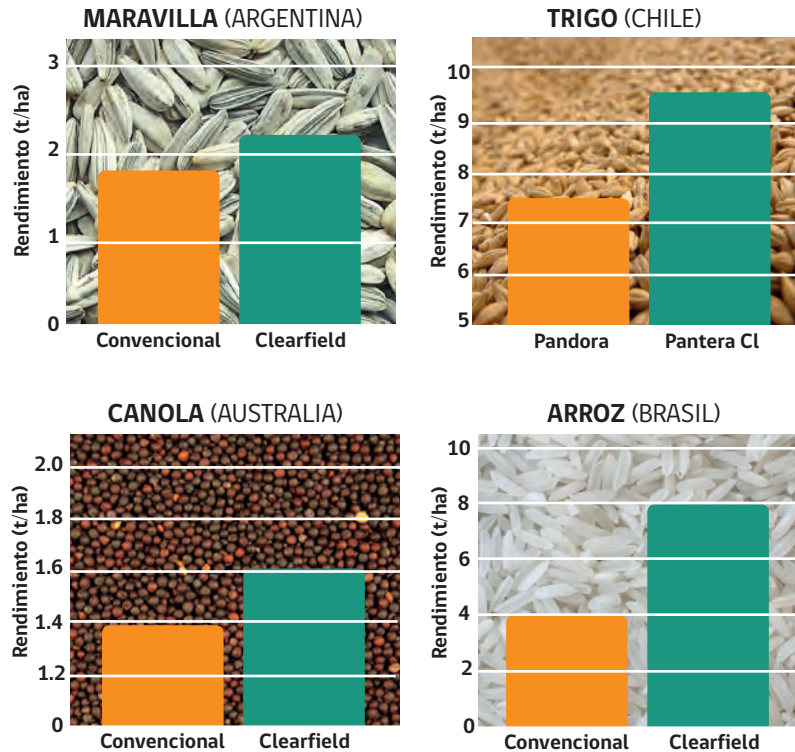 MARAVILLA (ARGENTINA)
Rendimiento (t/ha)
3
2
1
0
Convencional Clearfield
TRIGO (CHILE)
Rendimiento (t/ha)
10
9
8
7
6
5
Pandora Pantera Cl
CANOLA (AUSTRALIA)
Rendimiento (t/ha)
2.0
1.8
1.6
1.4
1.2
0
Convencional Clearfield
ARROZ (BRASIL)
Rendimiento (t/ha)
10
8
6
4
2
0
Convencional Clearfield